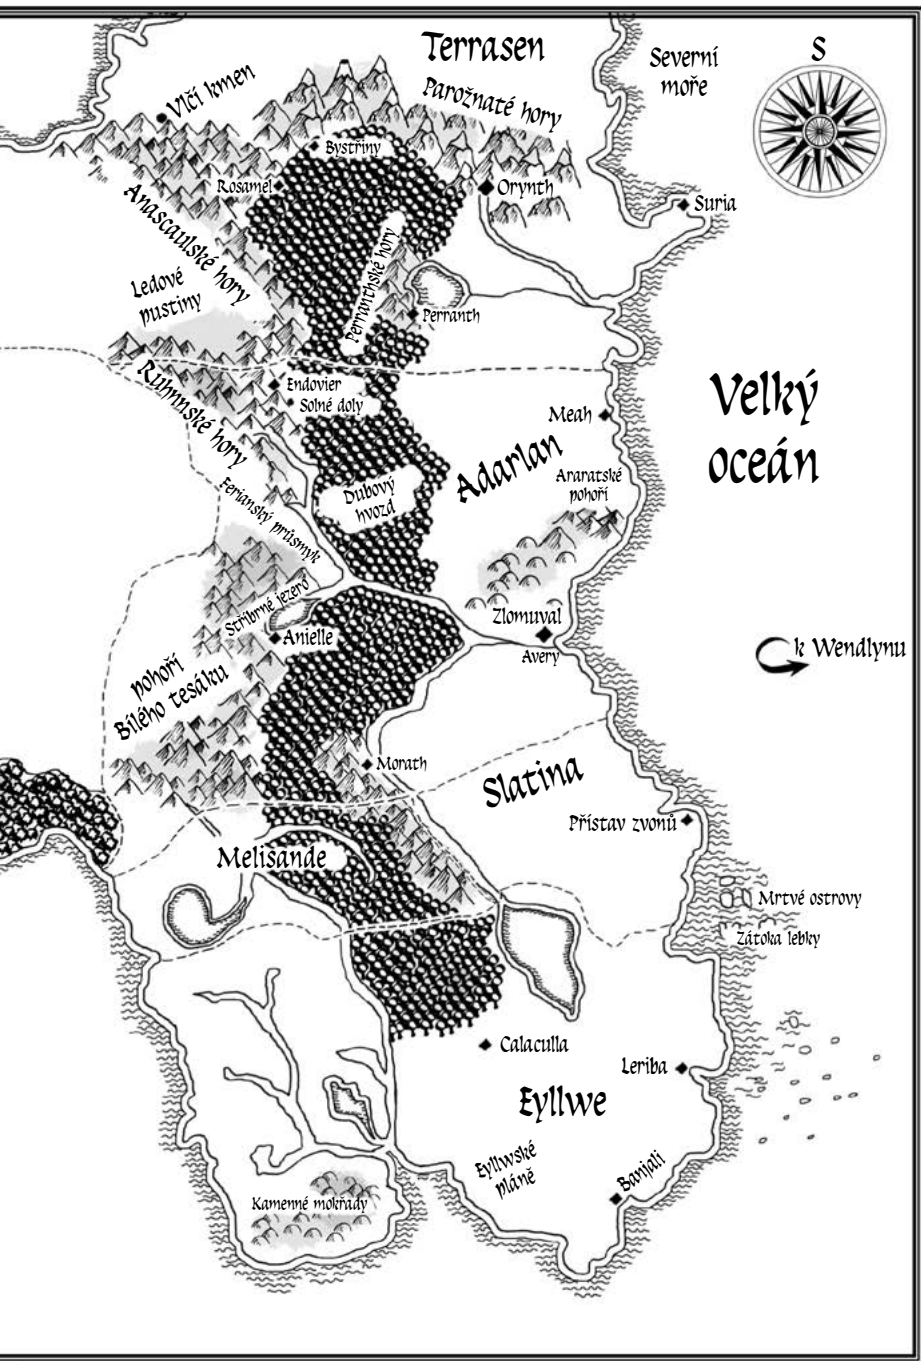 Terrasen
Severní
moře
S
Vlčí kmen
Parožnaté hory
Bystřiny
Rosamel
Orynth
Suria
Anascaulské hory
Perranthské hory
Ledové
pustiny
Perranth
Endovier
Solné doly
Ruhnnské hory
Velký
oceán
Meah
Adarlan
Araratské
pohoří
Dubový
hvozd
Ferianský průsmyk
Stříbrné jezero
Anielle
Zlomuval
Avery
k Wendlynu
pohoří
Bílého tesáku
Morath
Slatina
Přístav zvonů
Melisande
Mrtvé ostrovy
Zátoka lebky
Calaculla
Leriba
Eyllwe
Eyllwské
pláně
Banjali
Kamenné mokřady